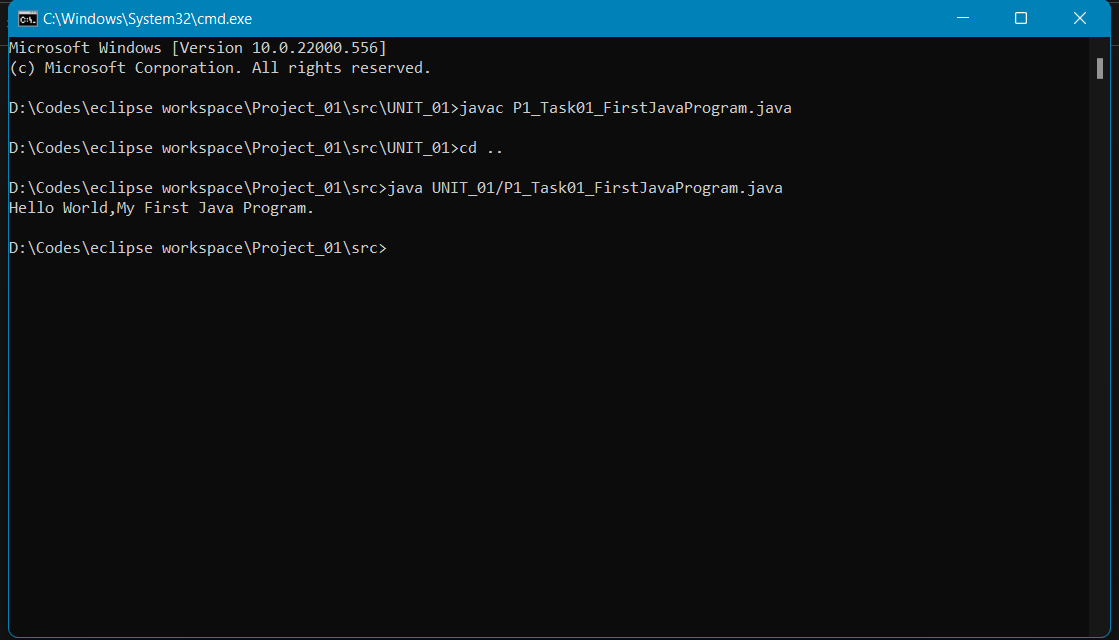 C:\Windows\System32\cmd.exe
Microsoft Windows [Version 10.0.22000.556]
(c) Microsoft Corporation. All rights reserved.
D:\Codes\eclipse workspace\Project_01\src\UNIT_01>javac P1_Task01_FirstJavaProgram.java
D:\Codes\eclipse workspace\Project_01\src\UNIT_01>cd ..
D:\Codes\eclipse workspace\Project_01\src>java UNIT_01/P1_Task01_FirstJavaProgram.java
Hello World,My First Java Program.
D:\Codes\eclipse workspace\Project_01\src>